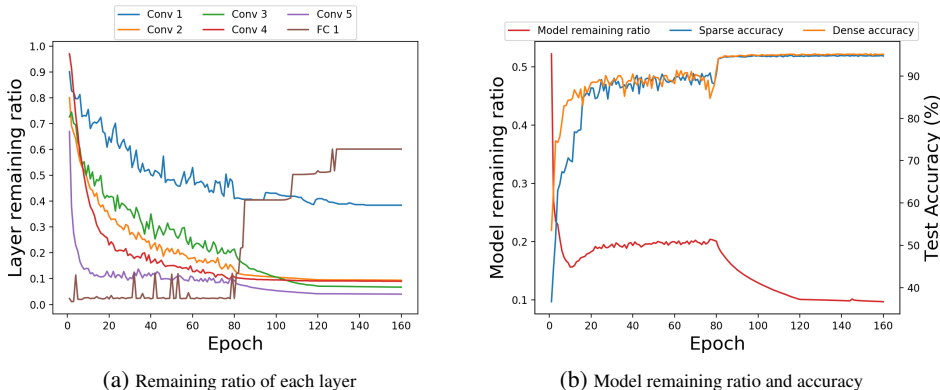 Conv 1 Conv 3 Conv 5
Conv 2 Conv 4 FC 1
1.0
0.9
0.8
0.7
0.6
0.5
0.4
0.3
0.2
0.1
0.0
Layer remaining ratio
0 20 40 60 80 100 120 140 160
Epoch
(a) Remaining ratio of each layer
Model remaining ratio Sparse accuracy Dense accuracy
0.5
0.4
0.3
0.2
0.1
Model remaining ratio
90
80
70
60
50
40
Test Accuracy (%)
0 20 40 60 80 100 120 140 160
Epoch
(b) Model remaining ratio and accuracy